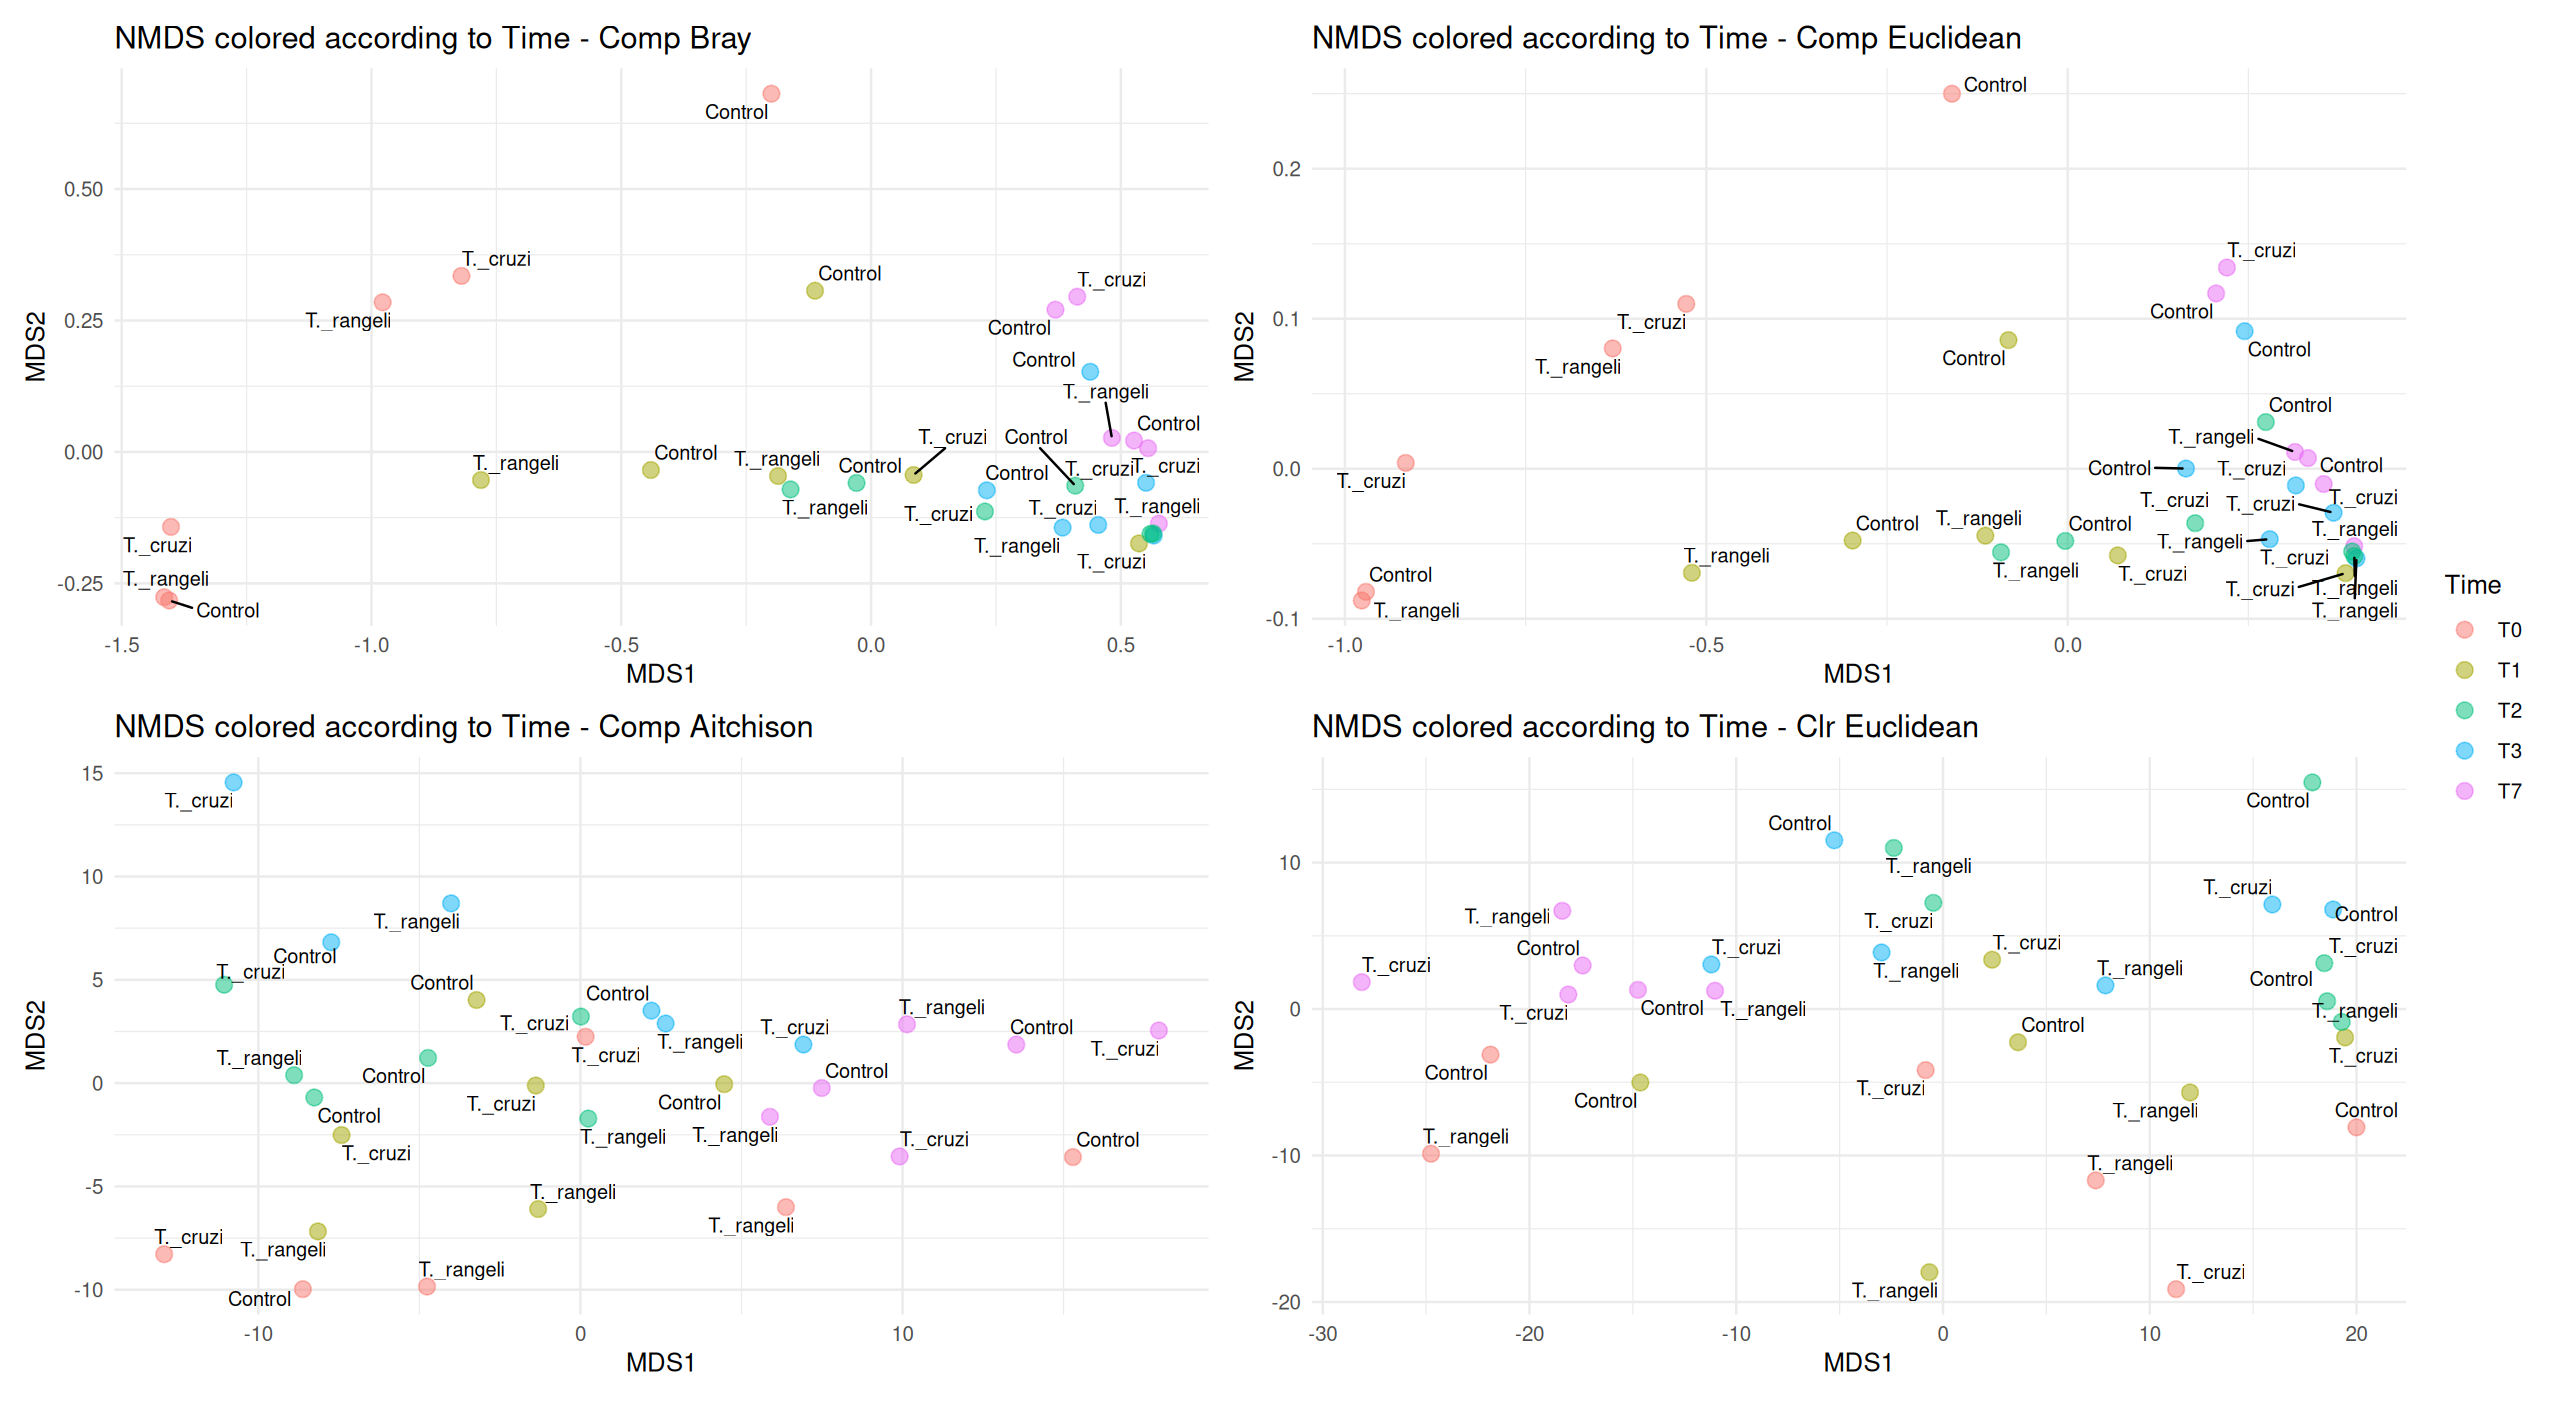 NMDS colored according to Time - Comp Bray
MDS2
0.50
0.25
0.00
-0.25
Control
T._cruzi
T._rangeli
Control
T._cruzi
Control
Control
T._rangeli
Control
T._cruzi
Control
T._rangeli
Control
T._rangeli
Control
Control
T._cruzi
T._cruzi
T._rangeli
T._cruzi
T._cruzi
T._rangeli
T._rangeli
T._cruzi
T._cruzi
T._rangeli
Control
-1.5
-1.0
-0.5
0.0
0.5
MDS1
NMDS colored according to Time - Comp Euclidean
MDS2
0.2
0.1
0.0
-0.1
Control
T._cruzi
Control
T._cruzi
Control
Control
T._rangeli
Control
T._rangeli
Control
T._cruzi
Control
T._cruzi
T._cruzi
T._cruzi
T._cruzi
Control
T._rangeli
Control
T._rangeli
T._rangeli
T._rangeli
T._cruzi
T._rangeli
T._cruzi
Control
T._cruzi
T._rangeli
T._rangeli
T._rangeli
-1.0
-0.5
0.0
MDS1
NMDS colored according to Time - Comp Aitchison
MDS2
15
10
5
0
-5
-10
T._cruzi
T._rangeli
Control
T._cruzi
Control
Control
T._rangeli
T._cruzi
T._cruzi
Control
T._cruzi
T._rangeli
T._rangeli
T._cruzi
Control
Control
T._cruzi
Control
Control
T._cruzi
T._rangeli
T._rangeli
T._cruzi
Control
T._rangeli
T._rangeli
T._cruzi
T._rangeli
T._rangeli
Control
-10
0
10
MDS1
NMDS colored according to Time - Clr Euclidean
MDS2
10
0
-10
-20
Control
Control
T._rangeli
T._cruzi
T._rangeli
T._cruzi
Control
Control
T._cruzi
T._cruzi
T._cruzi
T._cruzi
T._rangeli
T._rangeli
Control
T._cruzi
Control
T._rangeli
T._rangeli
Control
T._cruzi
Control
Control
T._cruzi
T._rangeli
Control
T._rangeli
T._rangeli
T._cruzi
T._rangeli
-30
-20
-10
0
10
20
MDS1
Time
T0
T1
T2
T3
T7